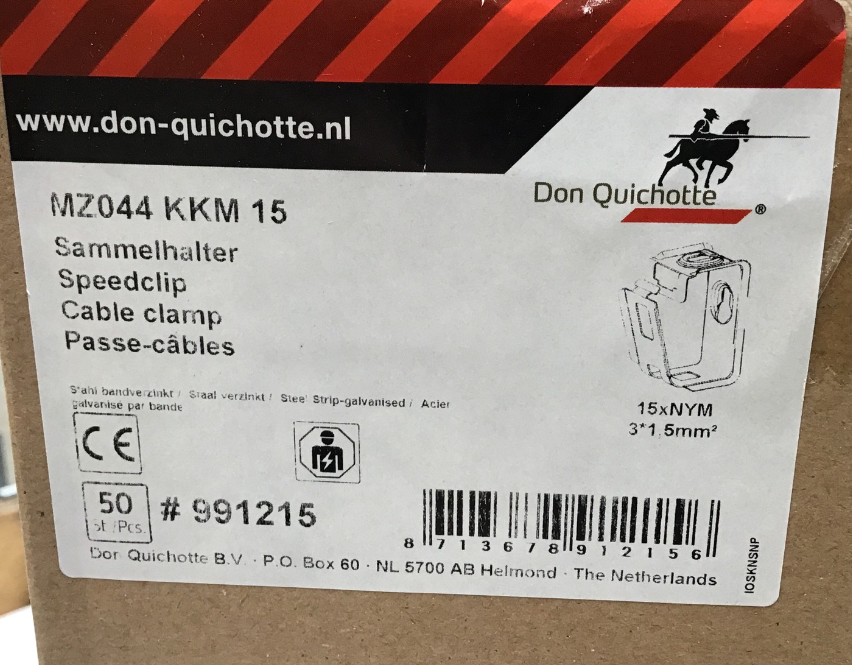 www.don-quichotte.nl
Don Quichotte ®
MZ044 KKM 15
Sammelhalter
Speedclip
Cable clamp
Passe-câbles
15xNYM
3*1,5mm²
Stahl bandverzinkt / Staal verzinkt / Steel Strip-galvanised / Acier
galvanisé par bande
CE
50
st./Pcs.
# 991215
8 713678 912156
Don Quichotte B.V. · P.O. Box 60 · NL 5700 AB Helmond · The Netherlands
IOSKNSNP